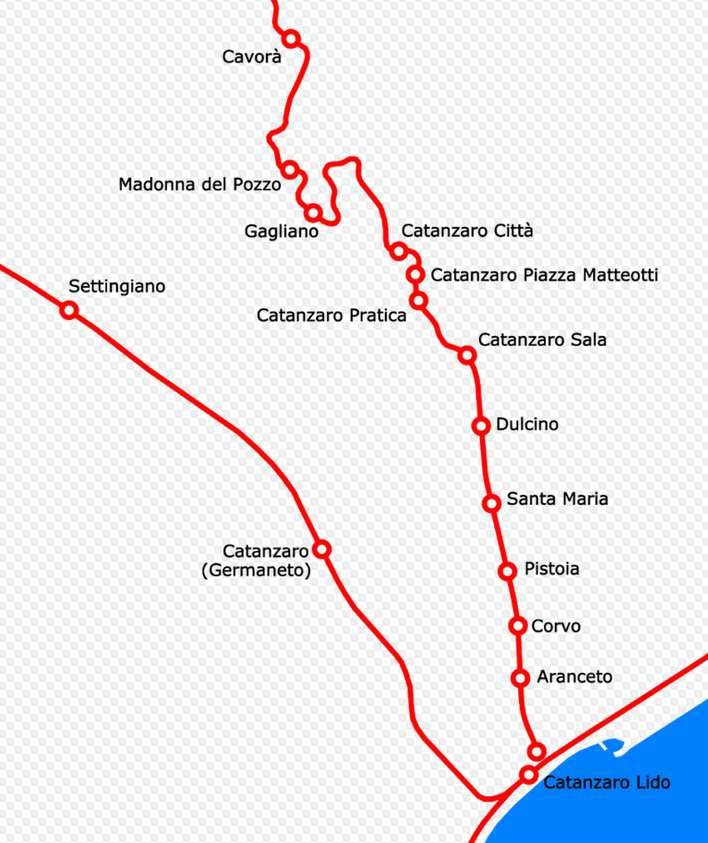 Cavorà
Madonna del Pozzo
Gagliano
Catanzaro Città
Catanzaro Piazza Matteotti
Settingiano
Catanzaro Pratica
Catanzaro Sala
Dulcino
Santa Maria
Catanzaro
(Germaneto)
Pistoia
Corvo
Aranceto
Catanzaro Lido